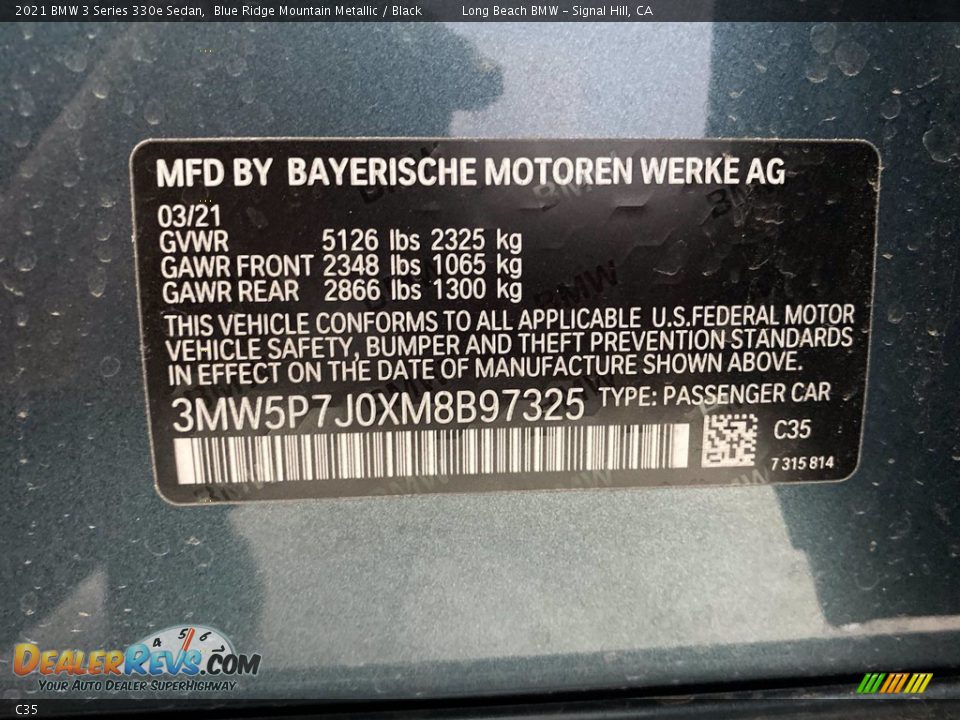 2021 BMW 3 Series 330e Sedan, Blue Ridge Mountain Metallic / Black Long Beach BMW - Signal Hill, CA
MFD BY BAYERISCHE MOTOREN WERKE AG
03/21
GVWR 5126 lbs 2325 kg
GAWR FRONT 2348 lbs 1065 kg
GAWR REAR 2866 lbs 1300 kg
THIS VEHICLE CONFORMS TO ALL APPLICABLE U.S.FEDERAL MOTOR
VEHICLE SAFETY, BUMPER AND THEFT PREVENTION STANDARDS
IN EFFECT ON THE DATE OF MANUFACTURE SHOWN ABOVE.
3MW5P7J0XM8B97325 TYPE: PASSENGER CAR
C35
7 315 814
4 5 6
DEALERREVS.COM
YOUR AUTO DEALER SUPERHIGHWAY
C35